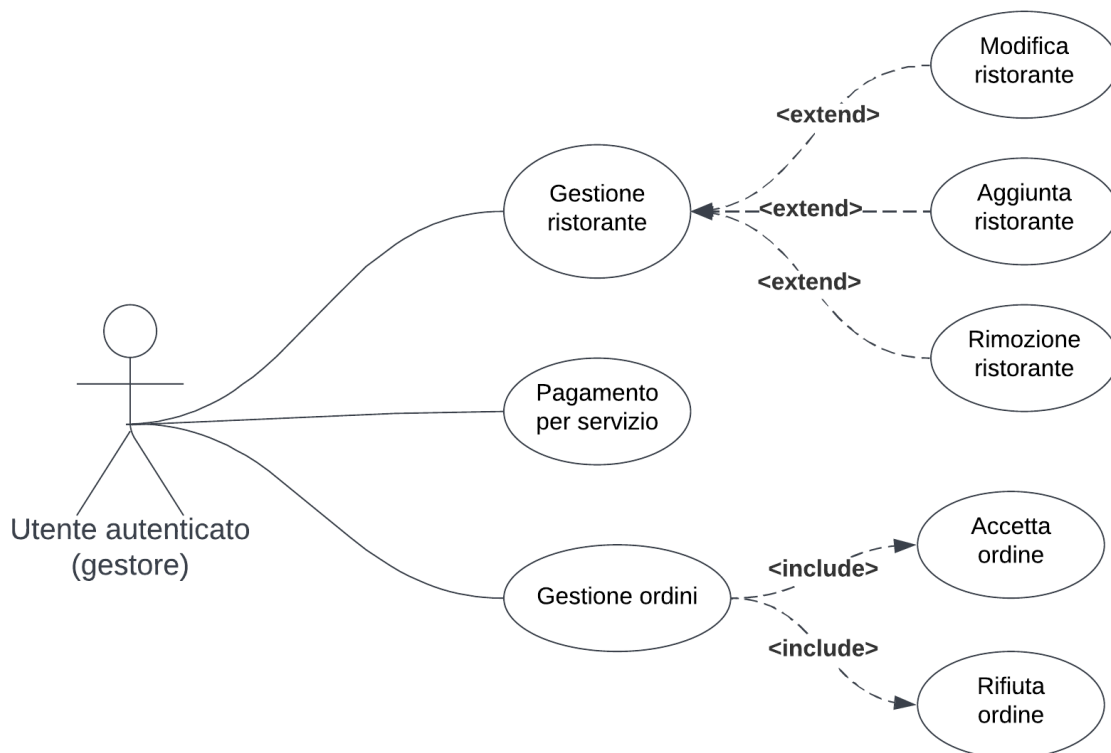 Modifica
ristorante
<extend>
Gestione
ristorante
<extend>
Aggiunta
ristorante
<extend>
Rimozione
ristorante
Pagamento
per servizio
Utente autenticato
(gestore)
Accetta
ordine
<include>
Gestione ordini
<include>
Rifiuta
ordine